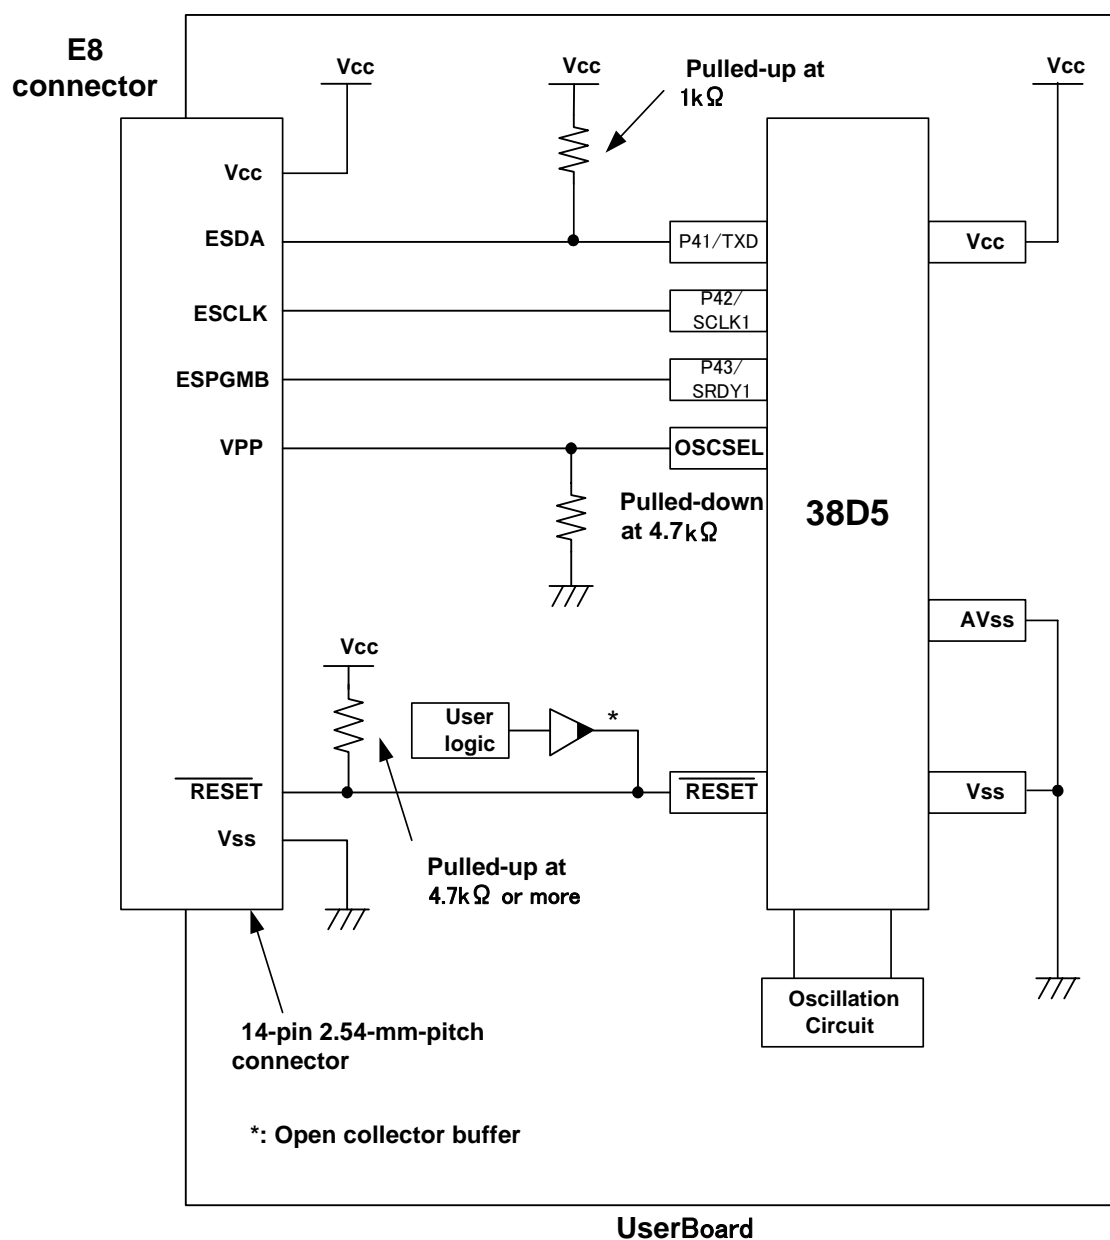 E8
connector
Vcc
Vcc
Pulled-up at
1kΩ
Vcc
Vcc
ESDA
P41/TXD
Vcc
ESCLK
P42/
SCLK1
ESPGMB
P43/
SRDY1
VPP
OSCSEL
Pulled-down
at 4.7kΩ
38D5
AVss
Vcc
User
logic
*
RESET
RESET
Vss
Vss
Pulled-up at
4.7kΩ or more
Oscillation
Circuit
14-pin 2.54-mm-pitch
connector
*: Open collector buffer
UserBoard